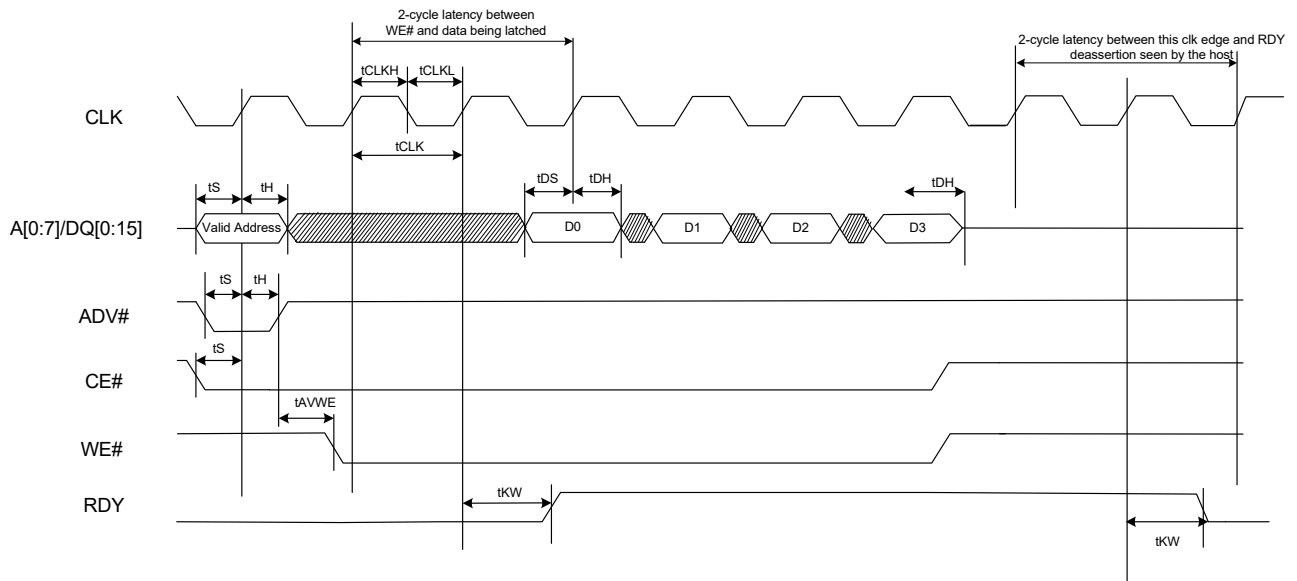 2-cycle latency between
WE# and data being latched
2-cycle latency between this clk edge and RDY
deassertion seen by the host
tCLKH
tCLKL
CLK
tCLK
tS
tH
tDS
tDH
tDH
A[0:7]/DQ[0:15]
Valid Address
D0
D1
D2
D3
tS
tH
ADV#
tS
CE#
tAVWE
WE#
tKW
RDY
tKW